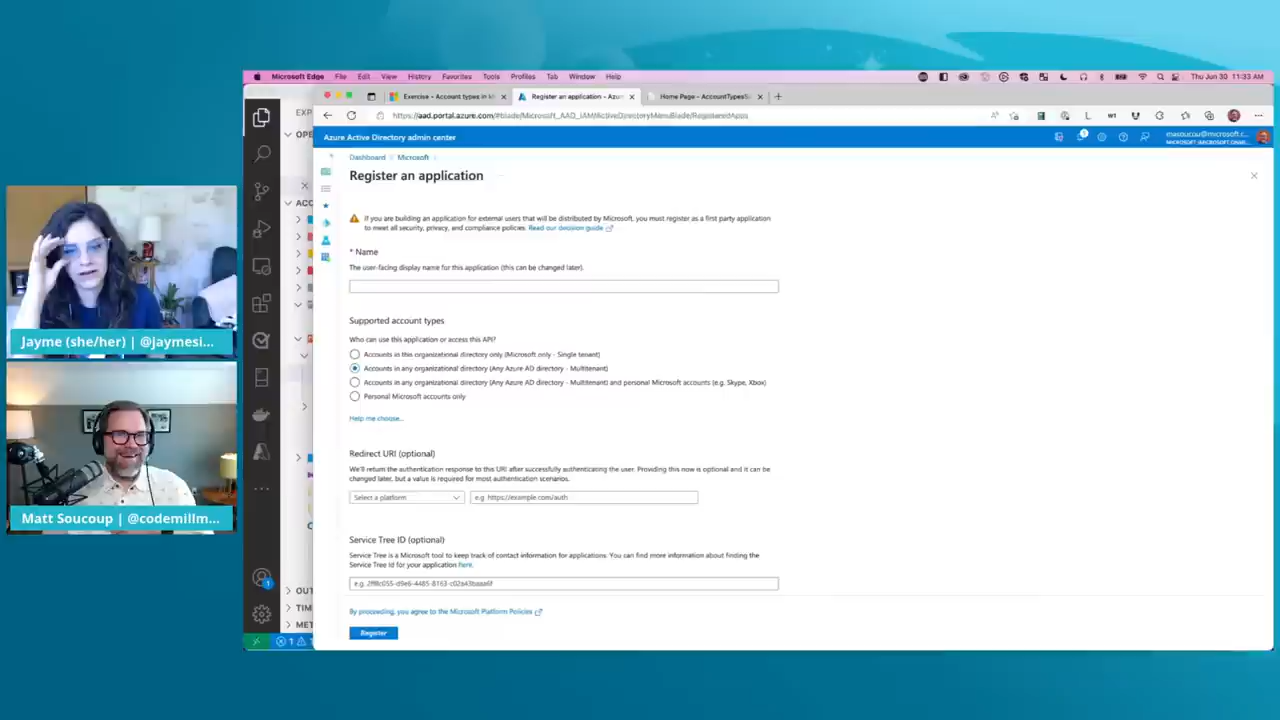 Microsoft Edge File Edit View History Favorites Tools Profiles Tab Window Help
Thu Jun 30 11:33 AM
Register an application - Azu
https://aad.portal.azure.com/#blade/Microsoft_AAD_IAM/ActiveDirectoryMenuBlade/RegisteredApps
EXP
OPE
ACC
OUT
TIM
MET
Azure Active Directory admin center
masoucou@microsoft.c...
Dashboard
Microsoft
Register an application
If you are building an application for external users that will be distributed by Microsoft, you must register as a first party application
to meet all security, privacy, and compliance policies. Read our decision guide
* Name
The user-facing display name for this application (this can be changed later).
Supported account types
Who can use this application or access this API?
Accounts in this organizational directory only (Microsoft only - Single tenant)
Accounts in any organizational directory (Any Azure AD directory - Multitenant)
Accounts in any organizational directory (Any Azure AD directory - Multitenant) and personal Microsoft accounts (e.g. Skype, Xbox)
Personal Microsoft accounts only
Help me choose...
Redirect URI (optional)
We'll return the authentication response to this URI after successfully authenticating the user. Providing this now is optional and it can be
changed later, but a value is required for most authentication scenarios.
Select a platform
e.g. https://example.com/auth
Service Tree ID (optional)
Service Tree is a Microsoft tool to keep track of contact information for applications. You can find more information about finding the
Service Tree Id for your application here.
By proceeding, you agree to the Microsoft Platform Policies
Register
Jayme (she/her) | @jaymesi...
Matt Soucoup | @codemillm...